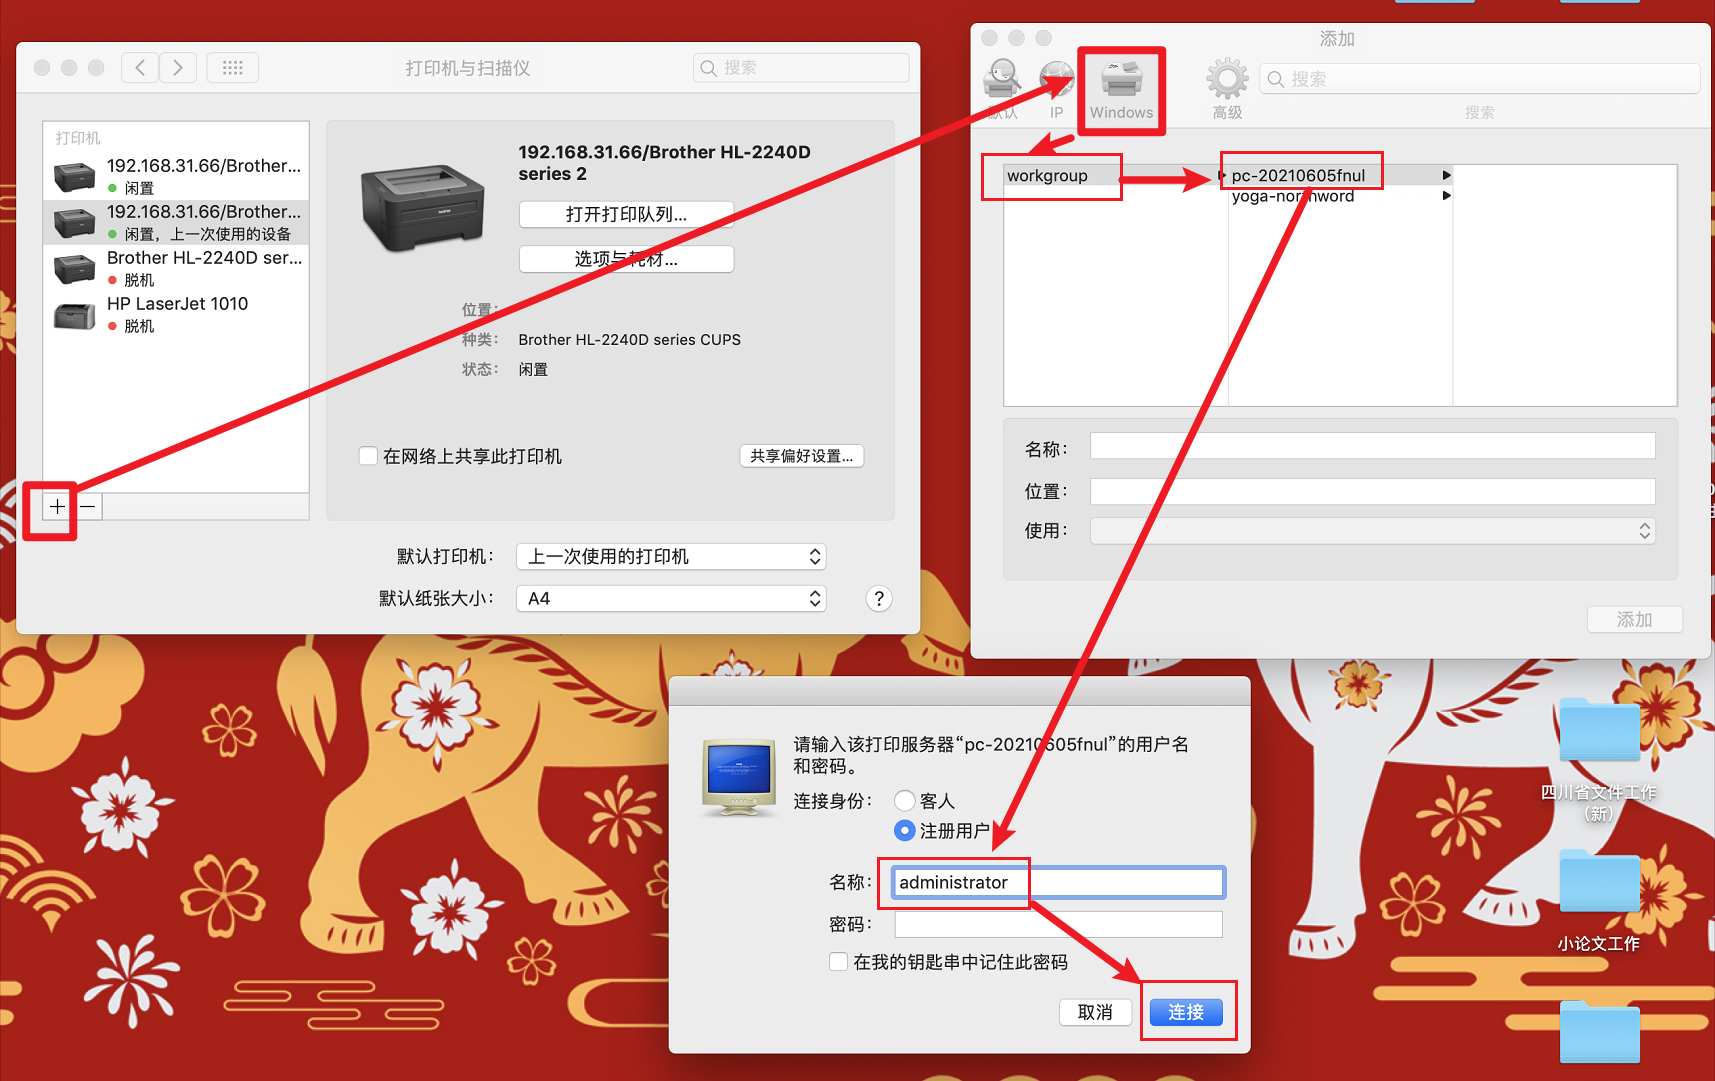 打印机与扫描仪
搜索
打印机
192.168.31.66/Brother...
闲置
192.168.31.66/Brother...
闲置，上一次使用的设备
Brother HL-2240D ser...
脱机
HP LaserJet 1010
脱机
192.168.31.66/Brother HL-2240D
series 2
打开打印队列...
选项与耗材...
位置：
种类：
Brother HL-2240D series CUPS
状态：
闲置
在网络上共享此打印机
共享偏好设置...
默认打印机：
上一次使用的打印机
默认纸张大小：
A4
?
添加
默认
IP
Windows
高级
搜索
搜索
workgroup
pc-20210605fnul
yoga-northword
名称：
位置：
使用：
添加
请输入该打印服务器“pc-20210605fnul”的用户名
和密码。
连接身份：
客人
注册用户
名称：
administrator
密码：
在我的钥匙串中记住此密码
取消
连接
四川省文件工作
（新）
小论文工作